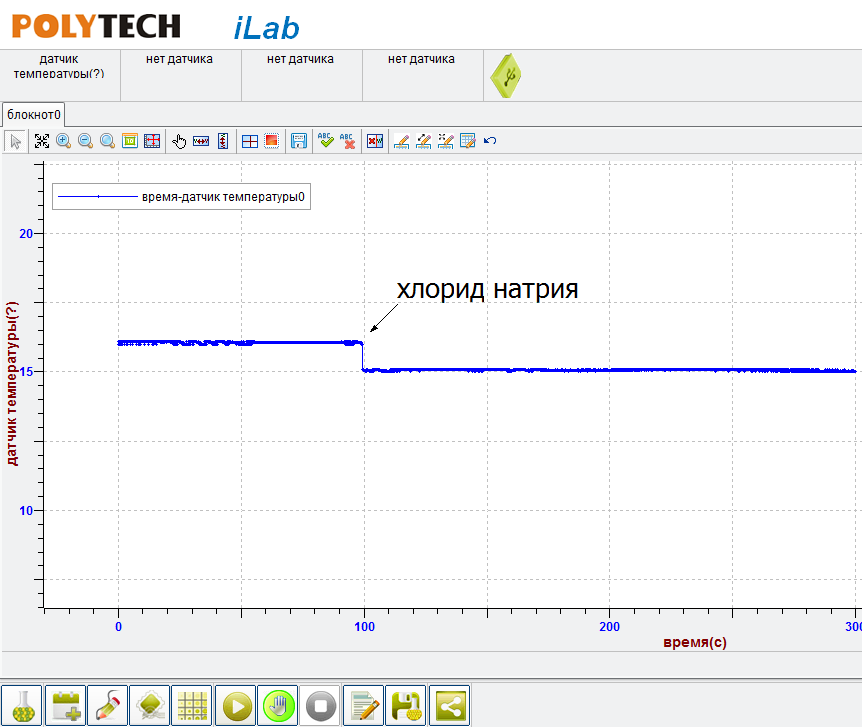 POLYTECH iLab
датчик
температуры(?)
нет датчика
нет датчика
нет датчика
блокнот0
время-датчик температуры0
хлорид натрия
датчик температуры(?)
20
15
10
0
100
200
300
время(с)